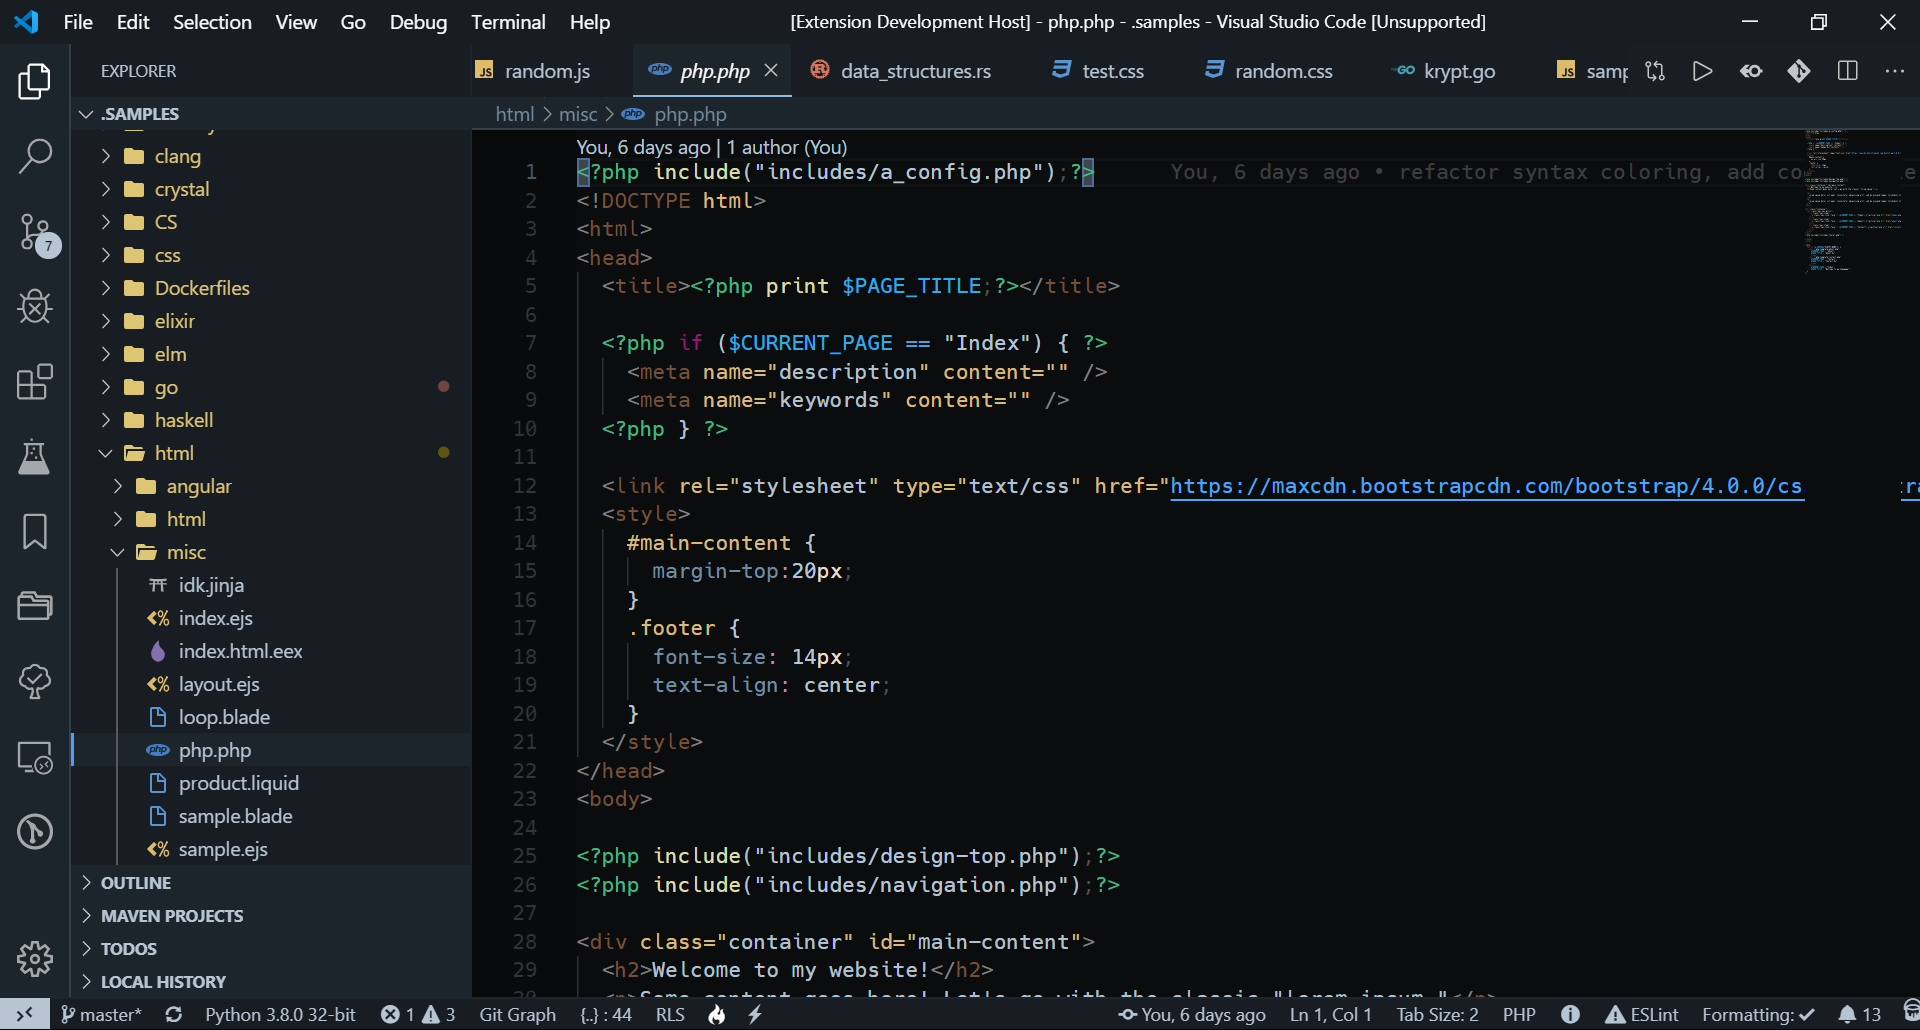 File Edit Selection View Go Debug Terminal Help
[Extension Development Host] - php.php - .samples - Visual Studio Code [Unsupported]
EXPLORER
JS random.js
php php.php
data_structures.rs
test.css
random.css
GO krypt.go
JS samp
.SAMPLES
html > misc > php php.php
clang
crystal
CS
css
Dockerfiles
elixir
elm
go
haskell
html
angular
html
misc
idk.jinja
index.ejs
index.html.eex
layout.ejs
loop.blade
php php.php
product.liquid
sample.blade
sample.ejs
OUTLINE
MAVEN PROJECTS
TODOS
LOCAL HISTORY
7
You, 6 days ago | 1 author (You)
1 <?php include("includes/a_config.php");?> You, 6 days ago • refactor syntax coloring, add co
2 <!DOCTYPE html>
3 <html>
4 <head>
5 <title><?php print $PAGE_TITLE;?></title>
6
7 <?php if ($CURRENT_PAGE == "Index") { ?>
8 <meta name="description" content="" />
9 <meta name="keywords" content="" />
10 <?php } ?>
11
12 <link rel="stylesheet" type="text/css" href="https://maxcdn.bootstrapcdn.com/bootstrap/4.0.0/cs
13 <style>
14 #main-content {
15 margin-top:20px;
16 }
17 .footer {
18 font-size: 14px;
19 text-align: center;
20 }
21 </style>
22 </head>
23 <body>
24
25 <?php include("includes/design-top.php");?>
26 <?php include("includes/navigation.php");?>
27
28 <div class="container" id="main-content">
29 <h2>Welcome to my website!</h2>
master* Python 3.8.0 32-bit 1 3 Git Graph {..} : 44 RLS You, 6 days ago Ln 1, Col 1 Tab Size: 2 PHP ESLint Formatting: ✓ 13